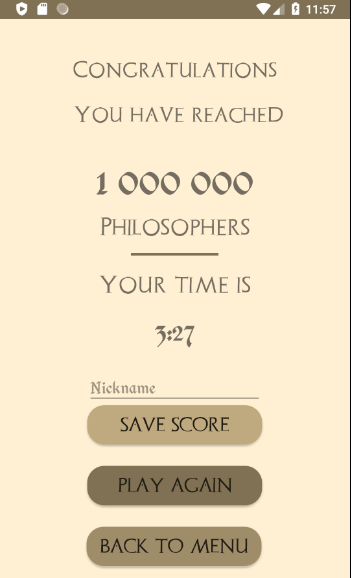 11:57
Congratulations
You have reached
1 000 000
Philosophers
Your time is
3:27
Nickname
SAVE SCORE
PLAY AGAIN
BACK TO MENU